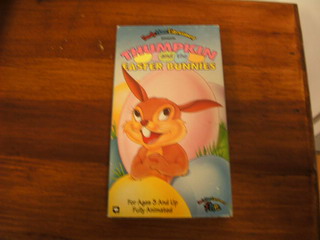 THUMPKIN
AND THE
EASTER BUNNIES
For Ages 3 And Up
Fully Animated